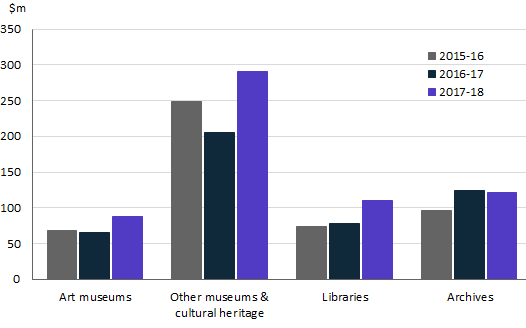 $m
350
300
250
200
150
100
50
0
2015-16
2016-17
2017-18
Art museums
Other museums &
cultural heritage
Libraries
Archives